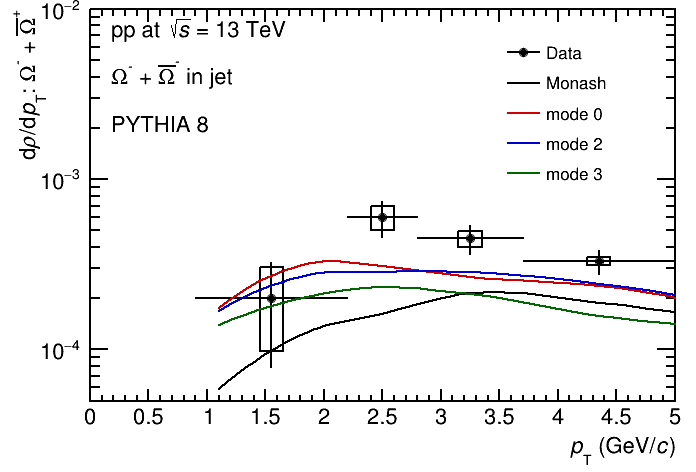 dρ/dp_T: Ω⁻ + Ω̅⁺
pp at √s = 13 TeV
Ω⁻ + Ω̅⁻ in jet
PYTHIA 8
Data
Monash
mode 0
mode 2
mode 3
10⁻²
10⁻³
10⁻⁴
0 0.5 1 1.5 2 2.5 3 3.5 4 4.5 5
p_T (GeV/c)